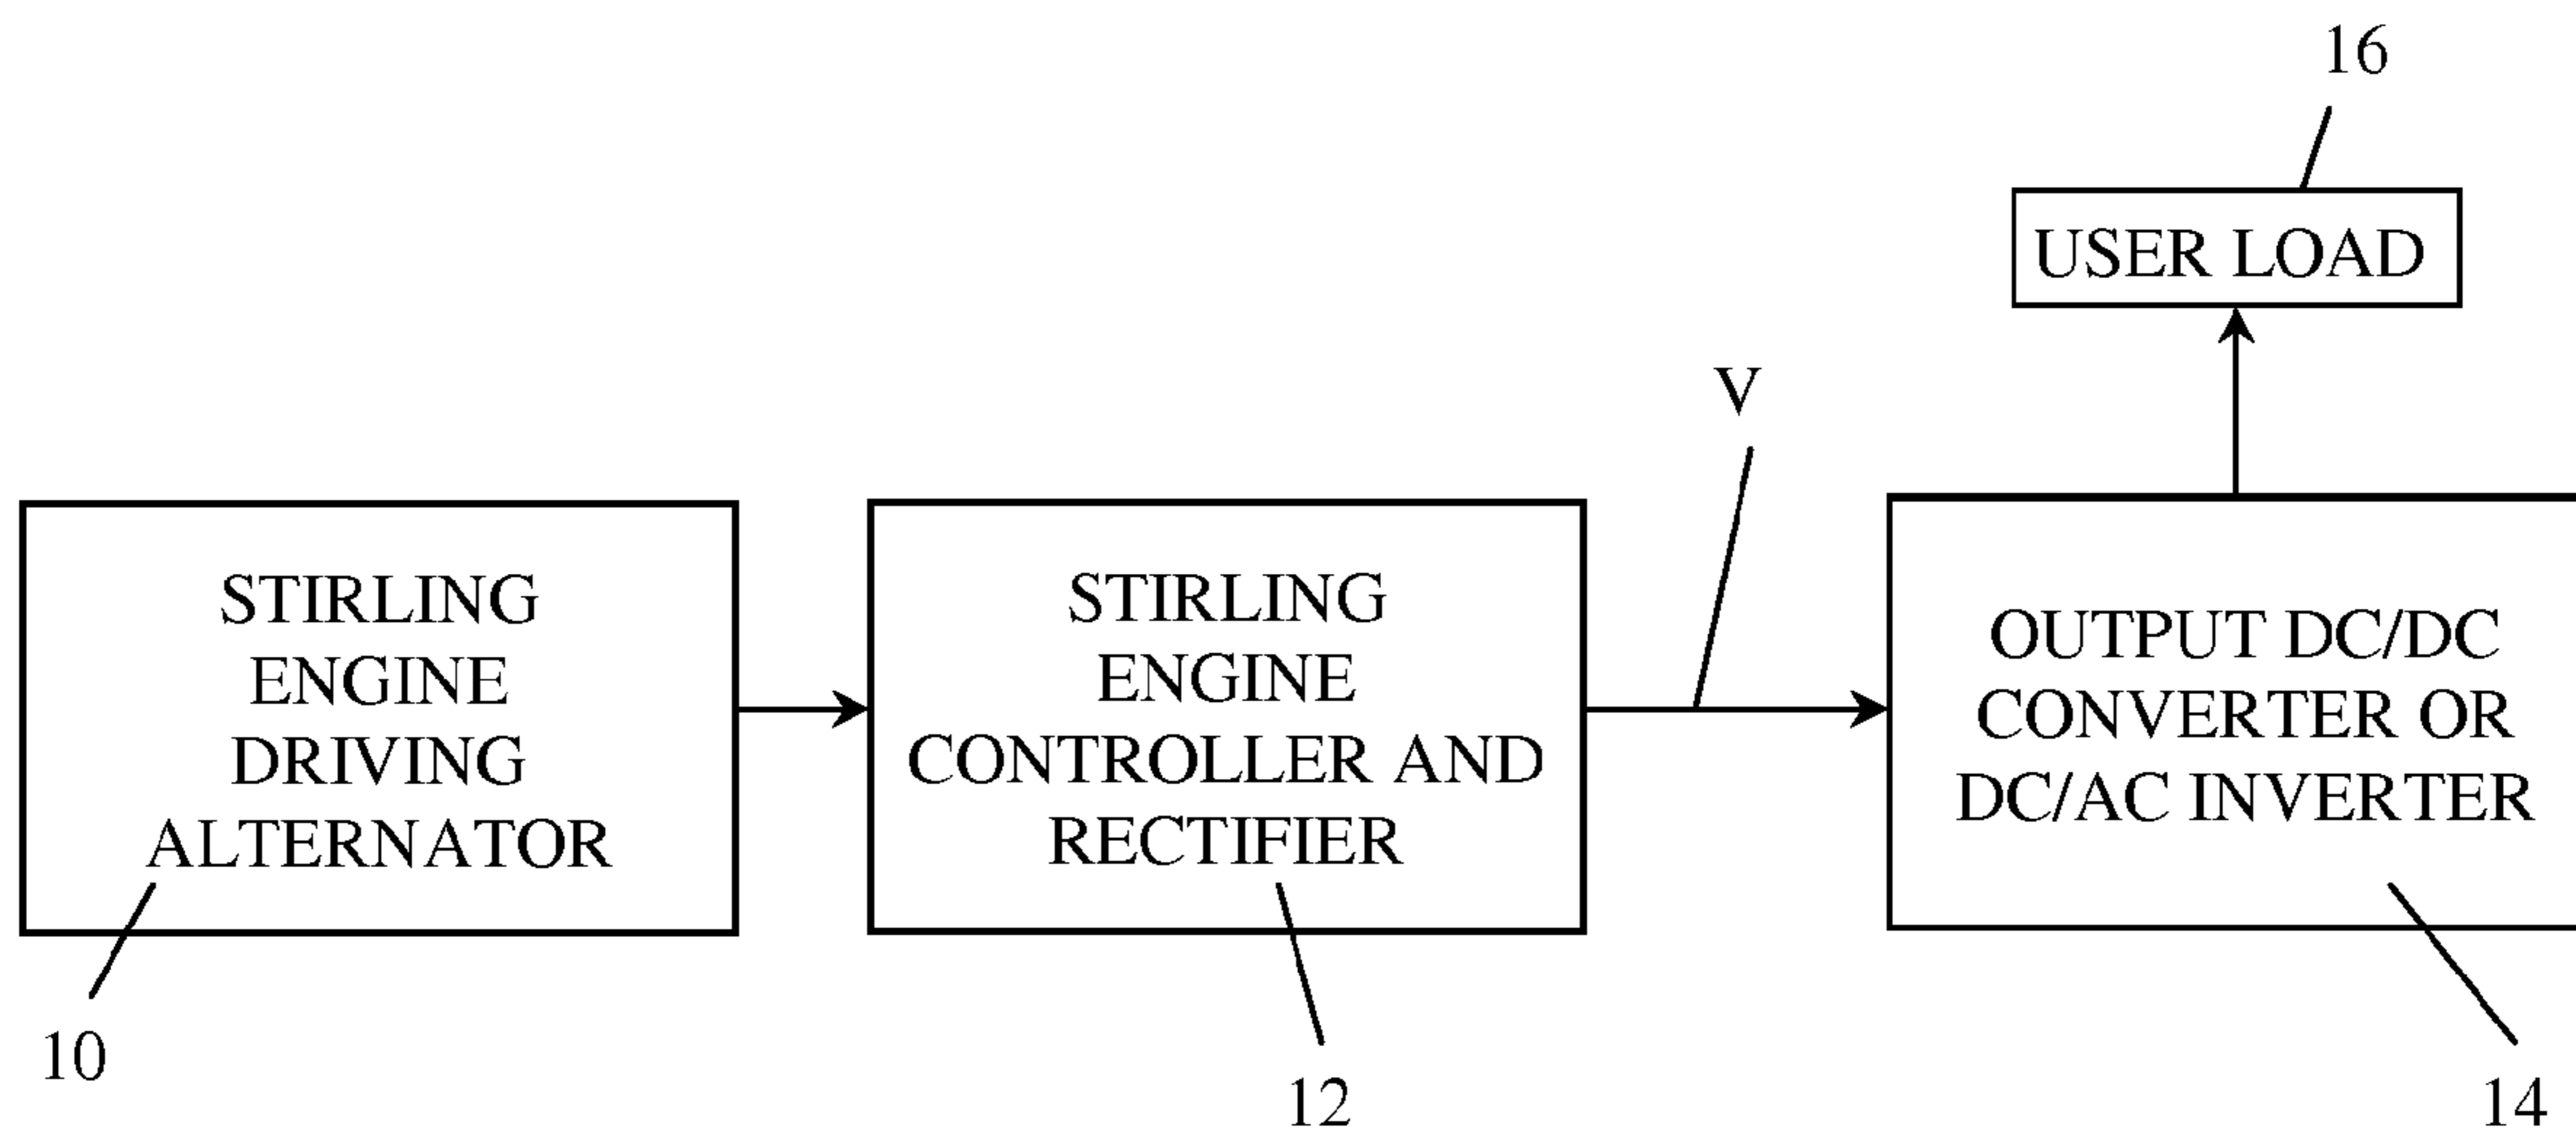 16
USER LOAD
V
STIRLING
ENGINE
DRIVING
ALTERNATOR
STIRLING
ENGINE
CONTROLLER AND
RECTIFIER
OUTPUT DC/DC
CONVERTER OR
DC/AC INVERTER
10
12
14